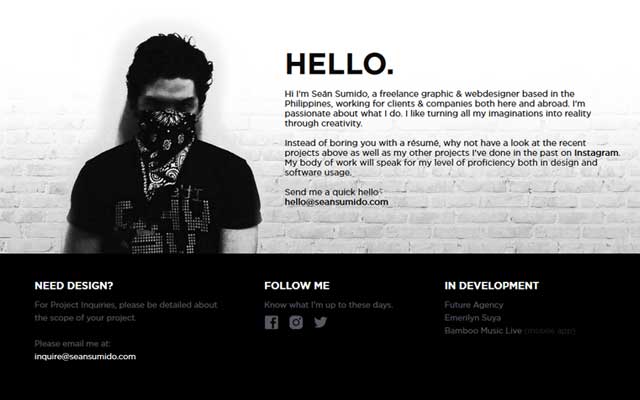 HELLO.
Hi I'm Seán Sumido, a freelance graphic & webdesigner based in the
Philippines, working for clients & companies both here and abroad. I'm
passionate about what I do. I like turning all my imaginations into reality
through creativity.
Instead of boring you with a résumé, why not have a look at the recent
projects above as well as my other projects I've done in the past on Instagram.
My body of work will speak for my level of proficiency both in design and
software usage.
Send me a quick hello
hello@seansumido.com
NEED DESIGN?
For Project Inquiries, please be detailed about
the scope of your project.
Please email me at:
inquire@seansumido.com
FOLLOW ME
Know what I'm up to these days.
IN DEVELOPMENT
Future Agency
Emerilyn Suya
Bamboo Music Live (mobile app)